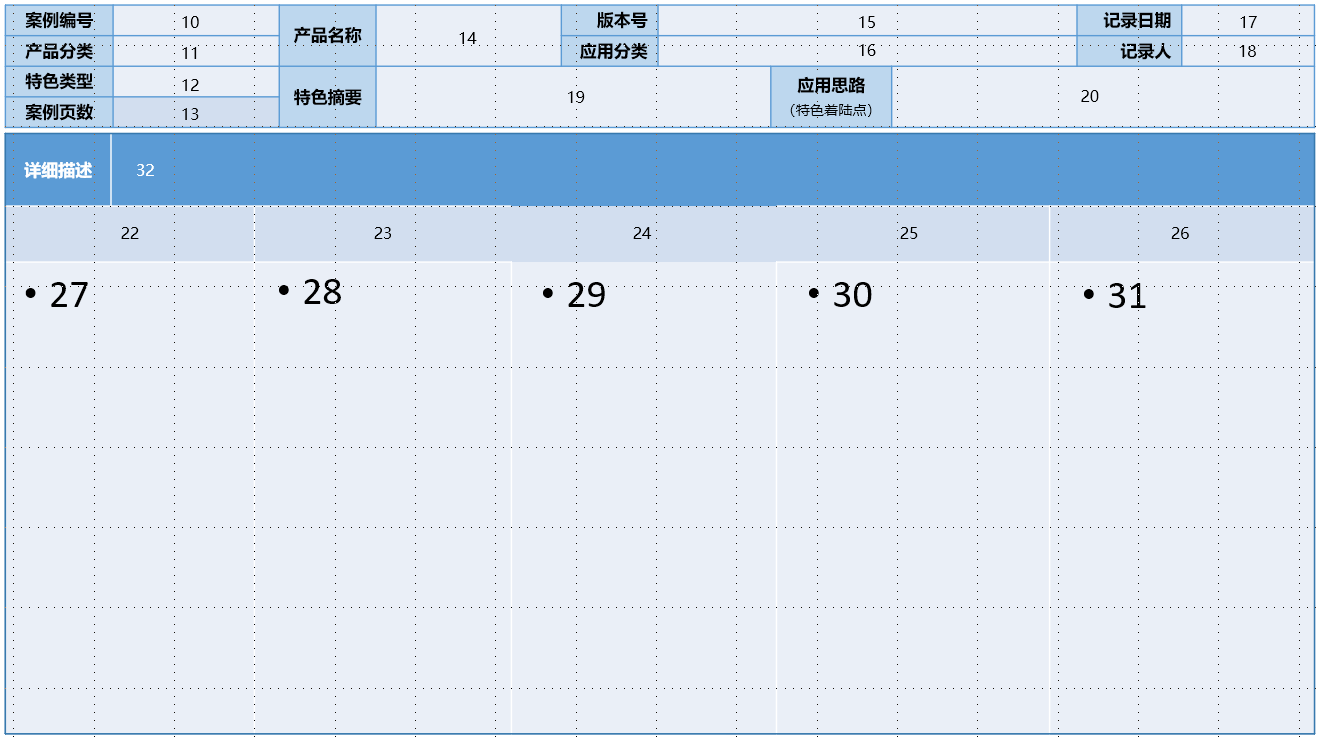 案例编号 10 产品名称 14 版本号 15 记录日期 17
产品分类 11 应用分类 16 记录人 18
特色类型 12 特色摘要 19 应用思路 20
(特色着陆点)
案例页数 13
详细描述 32
22 23 24 25 26
• 27 • 28 • 29 • 30 • 31